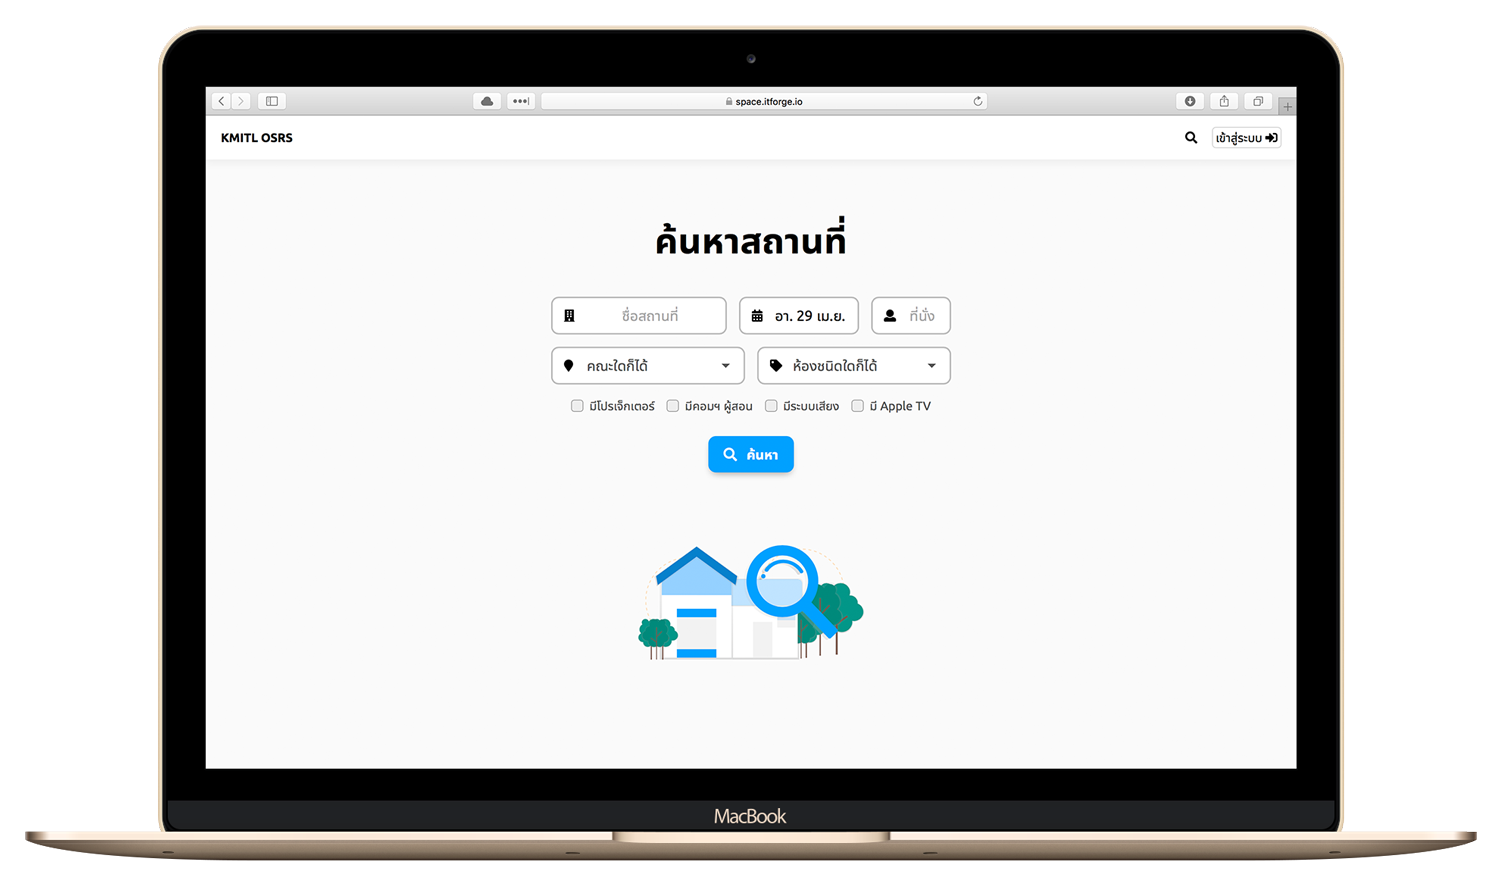 space.itforge.io
KMITL OSRS
เข้าสู่ระบบ
ค้นหาสถานที่
ชื่อสถานที่ อา. 29 เม.ย. ที่นั่ง
คณะใดก็ได้ ห้องชนิดใดก็ได้
มีโปรเจ็กเตอร์ มีคอมฯ ผู้สอน มีระบบเสียง มี Apple TV
ค้นหา
MacBook